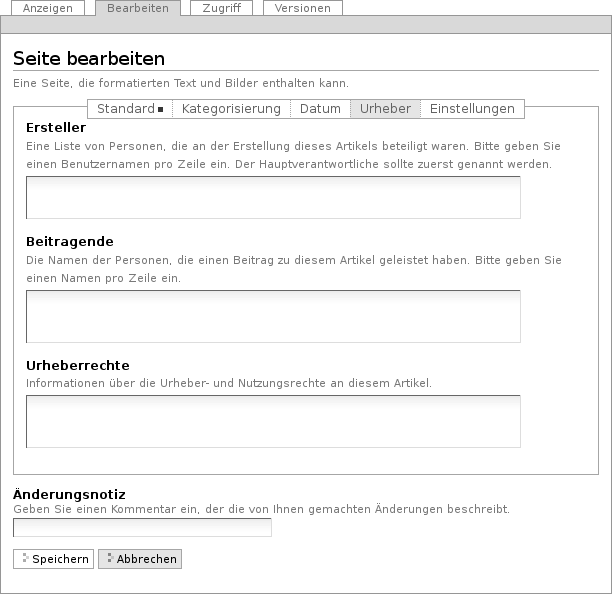 Anzeigen Bearbeiten Zugriff Versionen
Seite bearbeiten
Eine Seite, die formatierten Text und Bilder enthalten kann.
Standard Kategorisierung Datum Urheber Einstellungen
Ersteller
Eine Liste von Personen, die an der Erstellung dieses Artikels beteiligt waren. Bitte geben Sie
einen Benutzernamen pro Zeile ein. Der Hauptverantwortliche sollte zuerst genannt werden.
Beitragende
Die Namen der Personen, die einen Beitrag zu diesem Artikel geleistet haben. Bitte geben Sie
einen Namen pro Zeile ein.
Urheberrechte
Informationen über die Urheber- und Nutzungsrechte an diesem Artikel.
Änderungsnotiz
Geben Sie einen Kommentar ein, der die von Ihnen gemachten Änderungen beschreibt.
Speichern Abbrechen